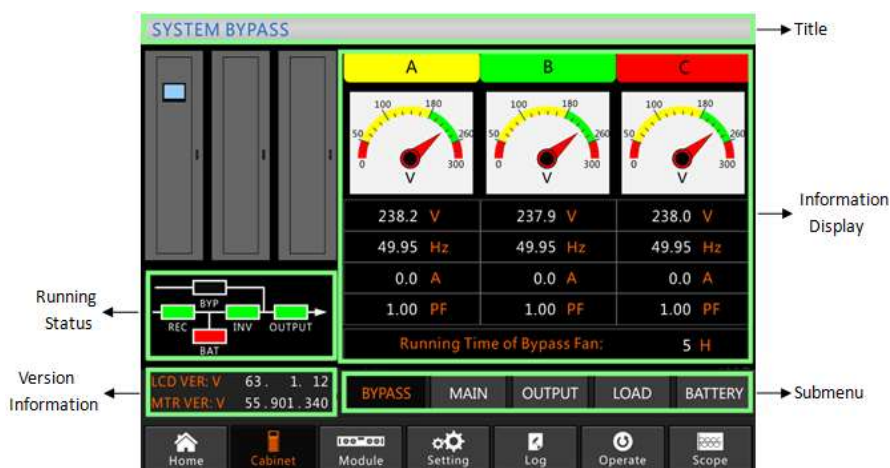 SYSTEM BYPASS
Title
A B C
100 180 100 180 100 180
50 260 50 260 50 260
0 300 0 300 0 300
V V V
238.2 V 237.9 V 238.0 V
49.95 Hz 49.95 Hz 49.95 Hz
0.0 A 0.0 A 0.0 A
1.00 PF 1.00 PF 1.00 PF
Running Time of Bypass Fan: 5 H
Information
Display
Running
Status
BYP
REC INV OUTPUT
BAT
Version
Information
LCD VER: V 63. 1. 12
MTR VER: V 55.901.340
BYPASS MAIN OUTPUT LOAD BATTERY
Submenu
Home Cabinet Module Setting Log Operate Scope